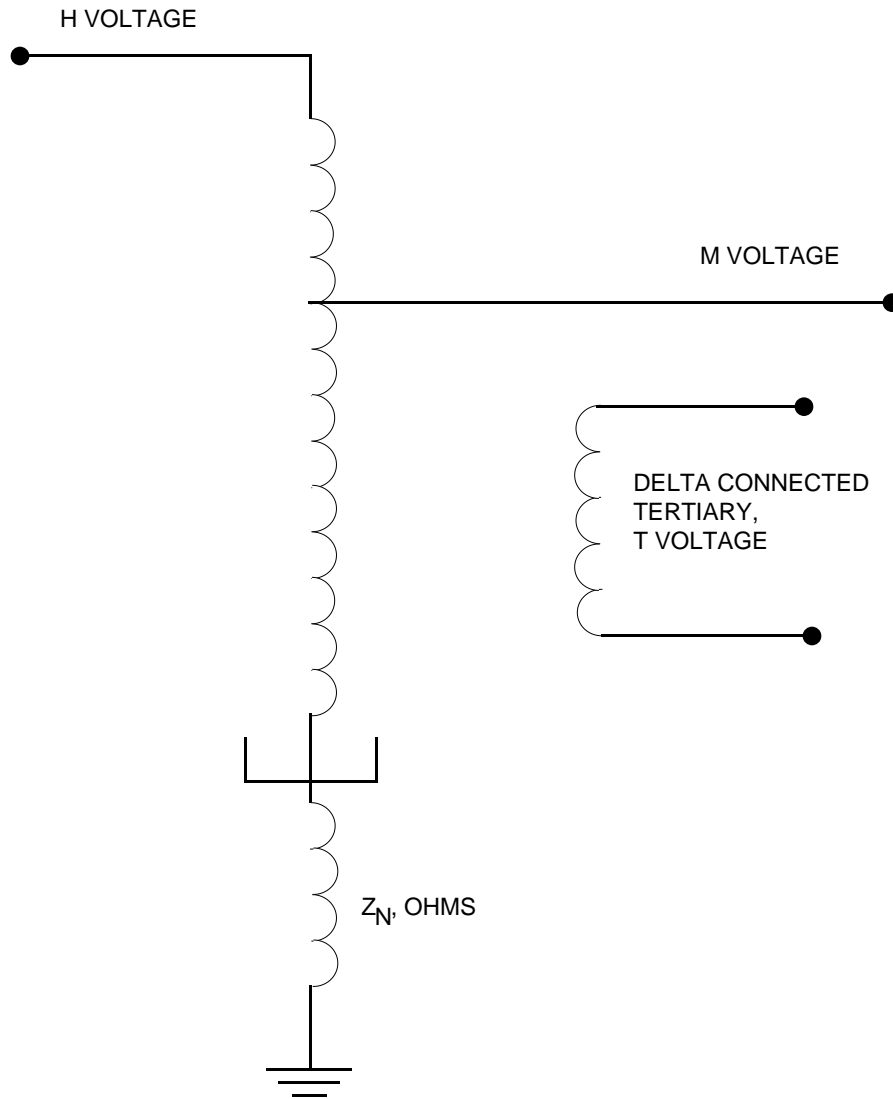 H VOLTAGE
M VOLTAGE
DELTA CONNECTED
TERTIARY,
T VOLTAGE
Z_N, OHMS